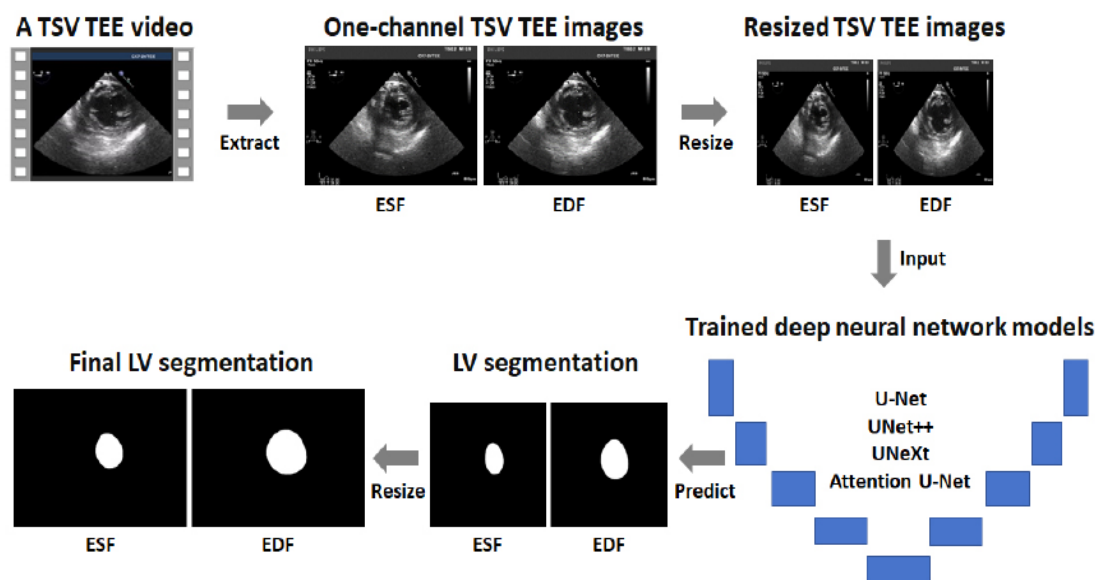 A TSV TEE video
One-channel TSV TEE images
Resized TSV TEE images
Extract
Resize
ESF
EDF
ESF
EDF
Input
Trained deep neural network models
Final LV segmentation
LV segmentation
U-Net
UNet++
UNeXt
Attention U-Net
Resize
Predict
ESF
EDF
ESF
EDF